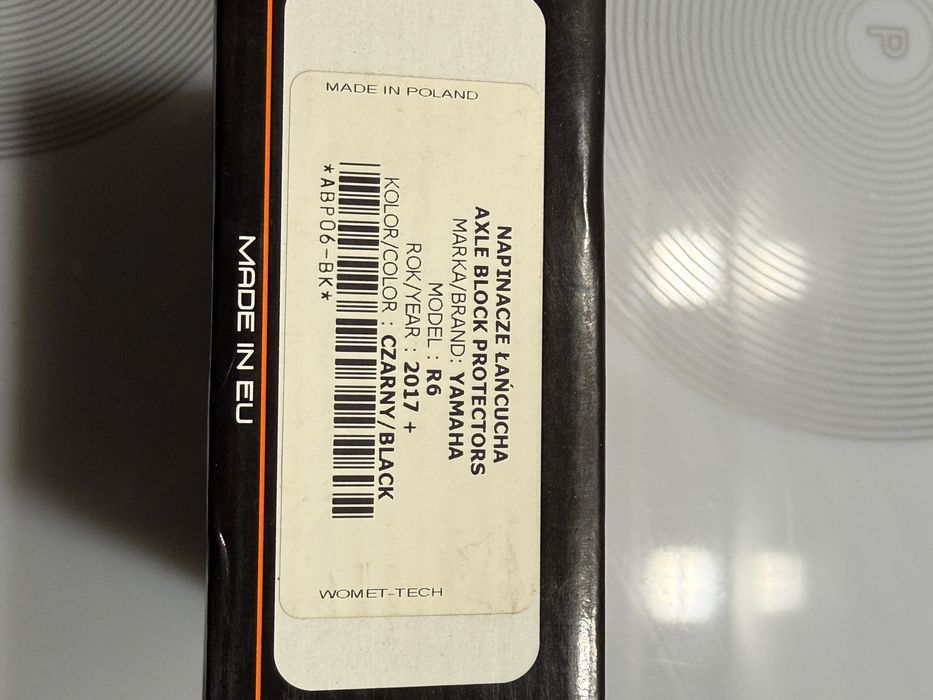 MADE IN POLAND
NAPINACZE ŁAŃCUCHA
AXLE BLOCK PROTECTORS
MARKA/BRAND: YAMAHA
MODEL : R6
ROK/YEAR : 2017 +
KOLOR/COLOR : CZARNY/BLACK
*ABP06-BK*
WOMET-TECH
MADE IN EU
P